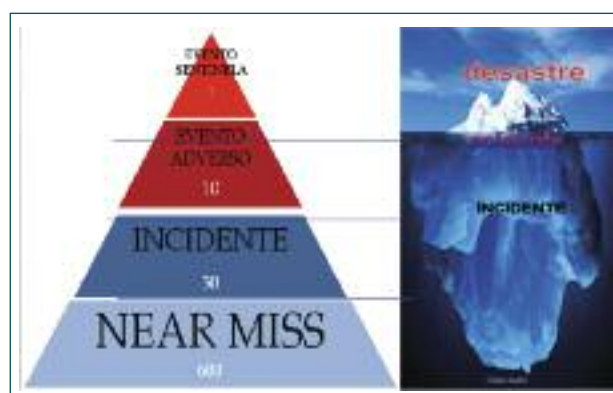 EVENTO
SENTINELA
EVENTO
ADVERSO
10
INCIDENTE
30
NEAR MISS
600
desastre
INCIDENTE